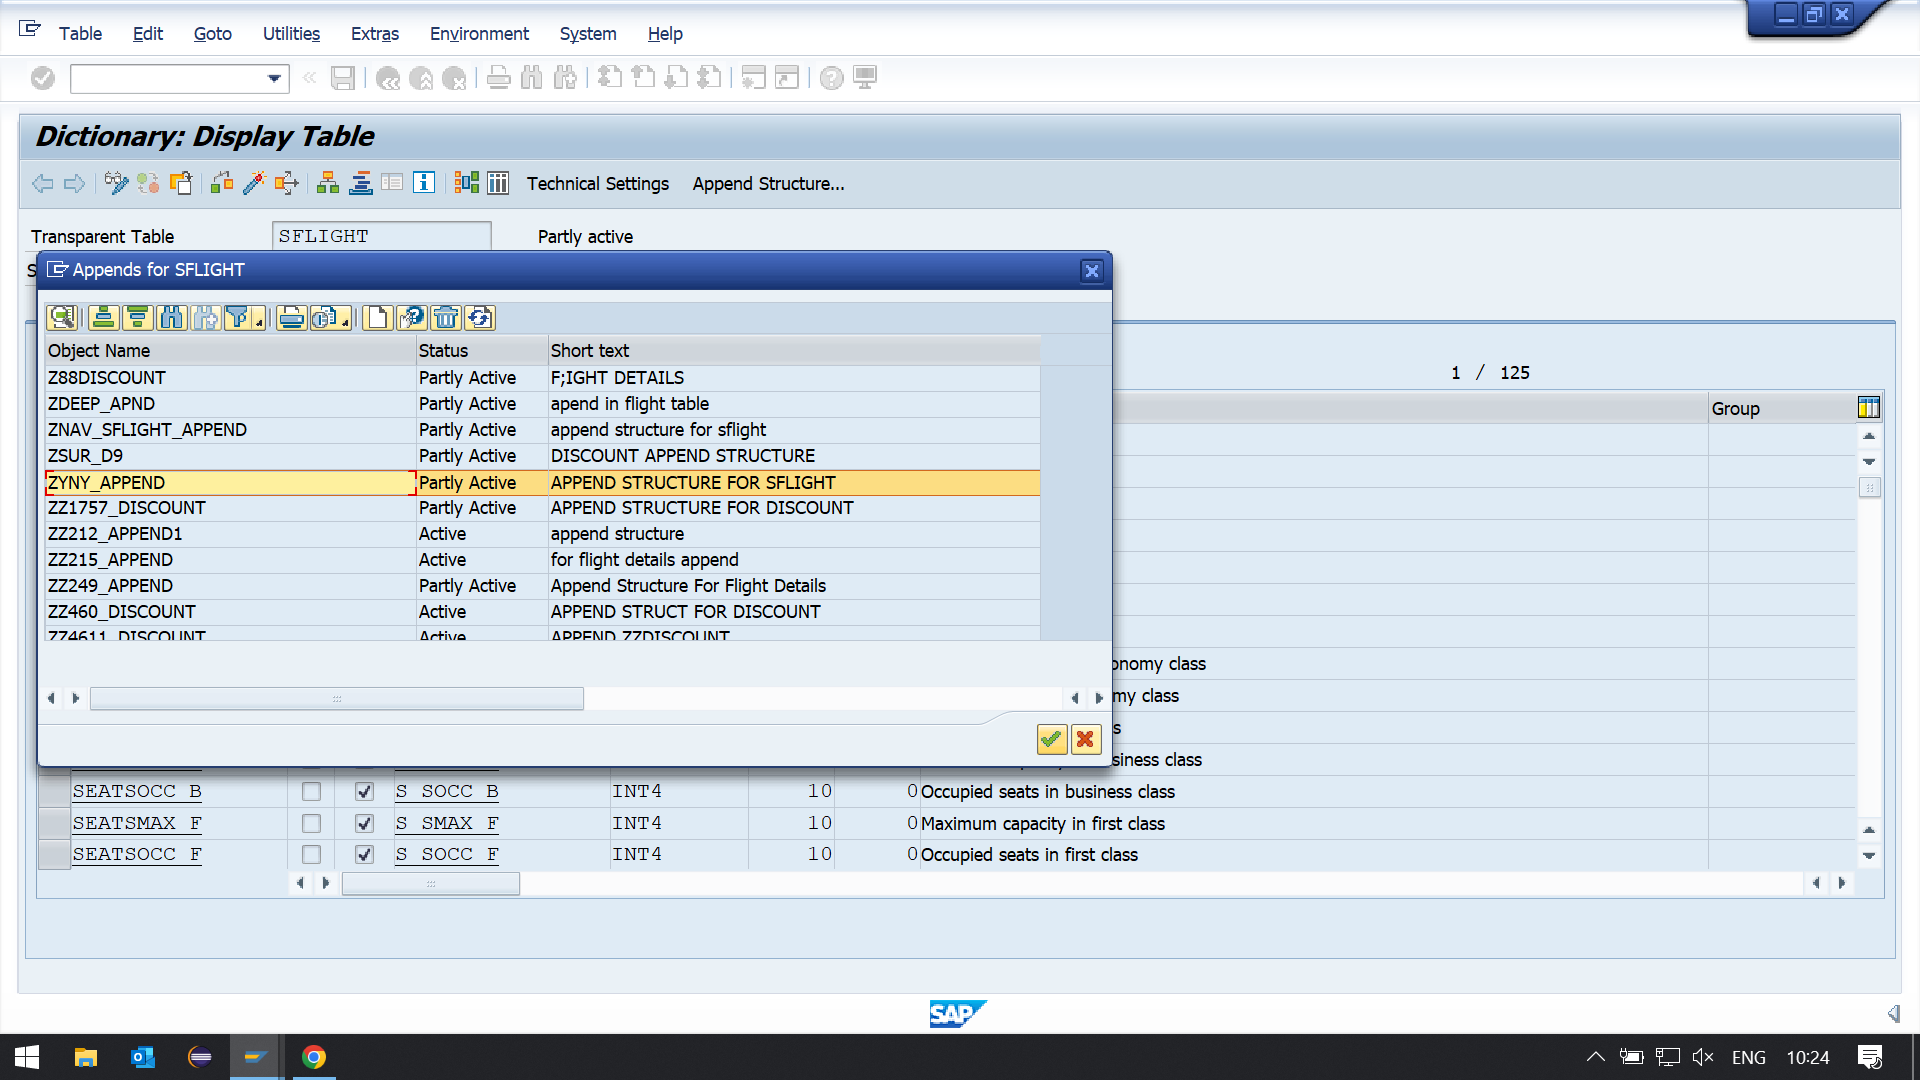 Table Edit Goto Utilities Extras Environment System Help
Dictionary: Display Table
Technical Settings Append Structure...
Transparent Table SFLIGHT Partly active
S
Appends for SFLIGHT
Object Name Status Short text
Z88DISCOUNT Partly Active F;IGHT DETAILS
ZDEEP_APND Partly Active apend in flight table
ZNAV_SFLIGHT_APPEND Partly Active append structure for sflight
ZSUR_D9 Partly Active DISCOUNT APPEND STRUCTURE
ZYNY_APPEND Partly Active APPEND STRUCTURE FOR SFLIGHT
ZZ1757_DISCOUNT Partly Active APPEND STRUCTURE FOR DISCOUNT
ZZ212_APPEND1 Active append structure
ZZ215_APPEND Active for flight details append
ZZ249_APPEND Partly Active Append Structure For Flight Details
ZZ460_DISCOUNT Active APPEND STRUCT FOR DISCOUNT
ZZ4611_DISCOUNT Active APPEND ZZDISCOUNT
1 / 125
Group
onomy class
my class
s
siness class
SEATSOCC_B S_SOCC_B INT4 10 0 Occupied seats in business class
SEATSMAX_F S_SMAX_F INT4 10 0 Maximum capacity in first class
SEATSOCC_F S_SOCC_F INT4 10 0 Occupied seats in first class
SAP
ENG 10:24